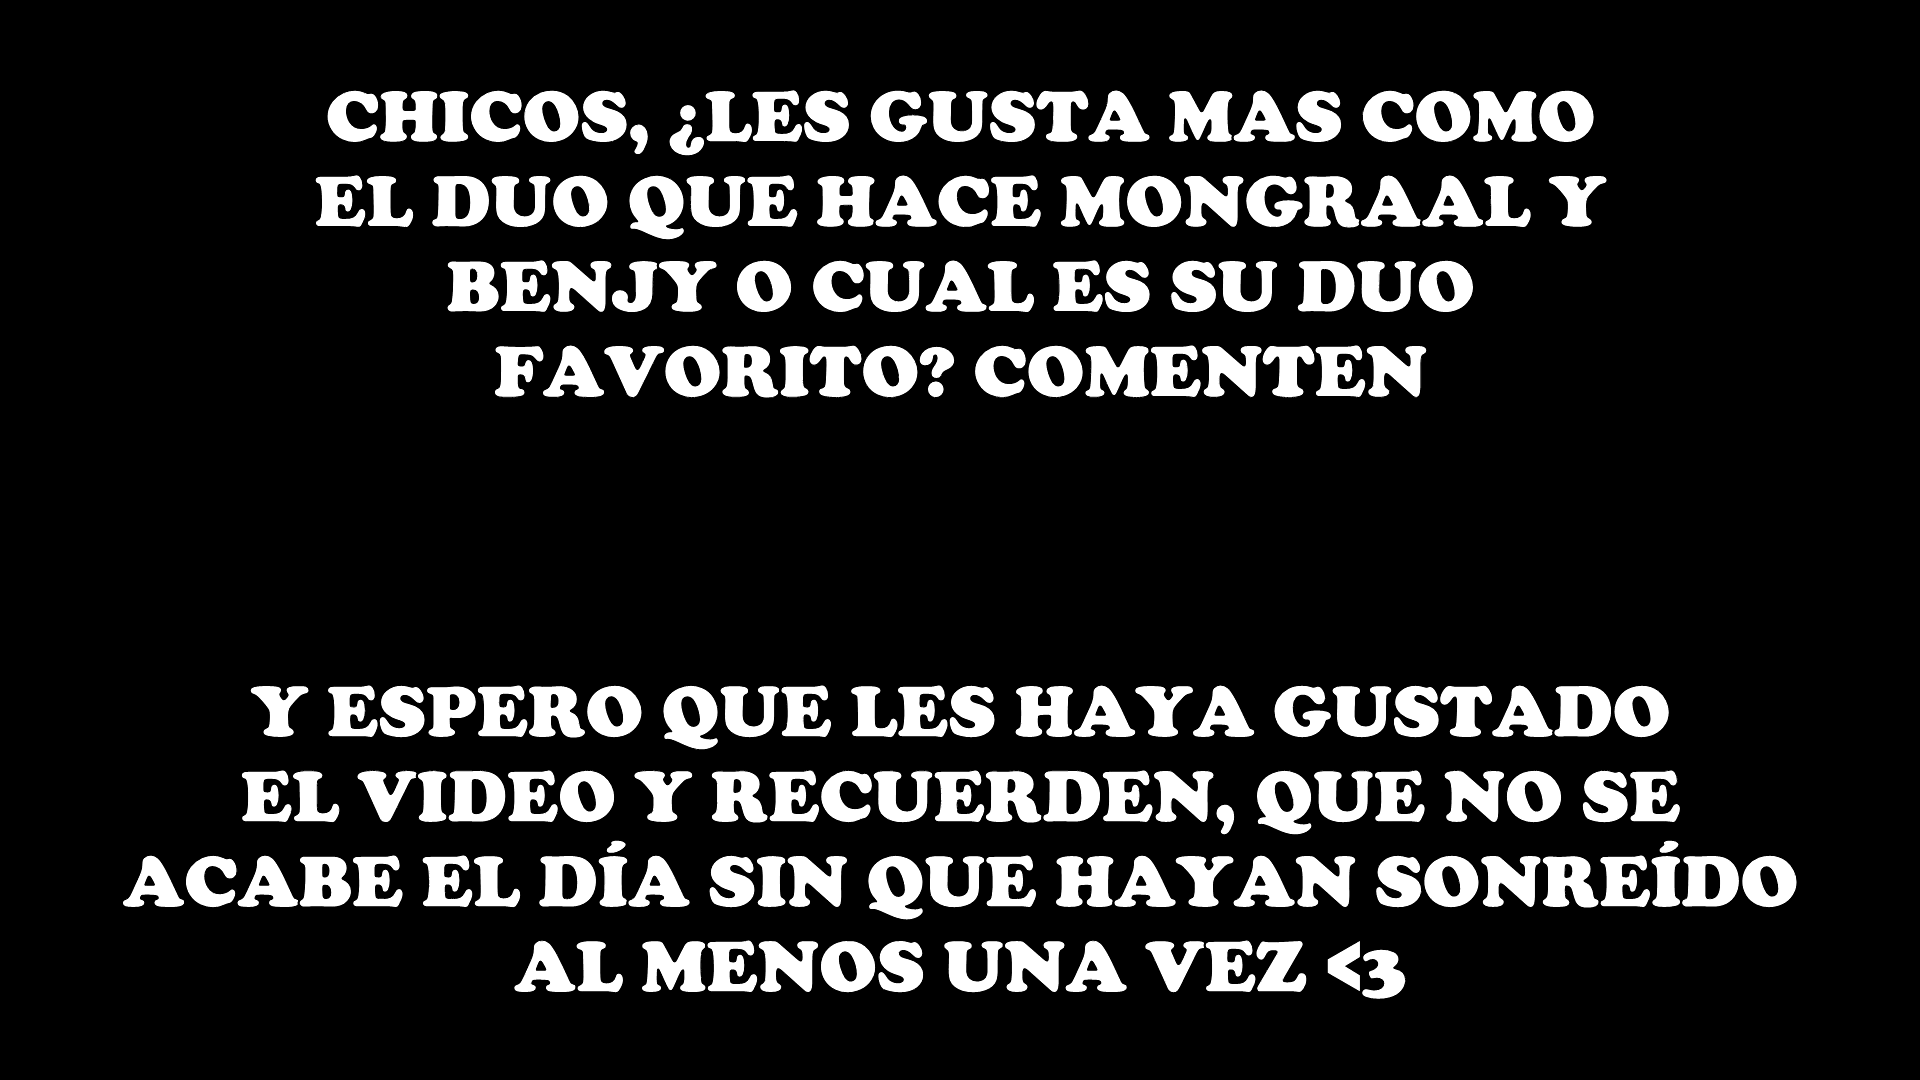 CHICOS, ¿LES GUSTA MAS COMO
EL DUO QUE HACE MONGRAAL Y
BENJY O CUAL ES SU DUO
FAVORITO? COMENTEN
Y ESPERO QUE LES HAYA GUSTADO
EL VIDEO Y RECUERDEN, QUE NO SE
ACABE EL DÍA SIN QUE HAYAN SONREÍDO
AL MENOS UNA VEZ <3